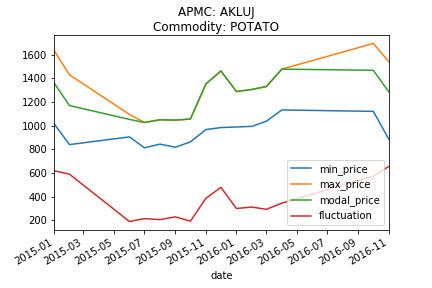 APMC: AKLUJ
Commodity: POTATO
1600
1400
1200
1000
800
600
400
200
min_price
max_price
modal_price
fluctuation
2015-01
2015-03
2015-05
2015-07
2015-09
2015-11
2016-01
2016-03
2016-05
2016-07
2016-09
2016-11
date